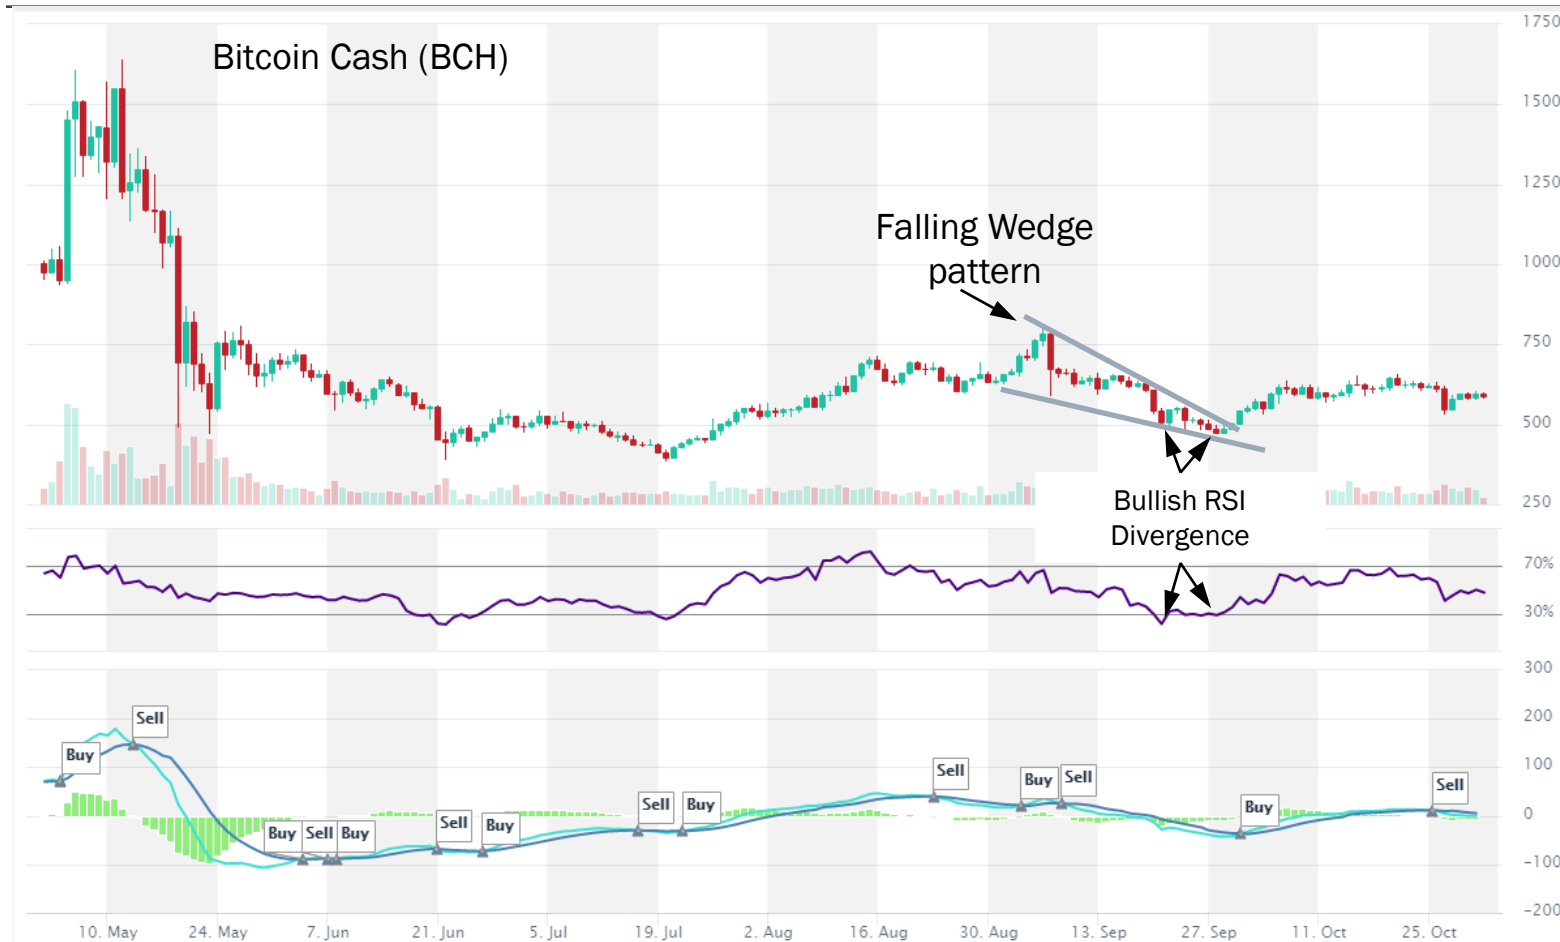 Bitcoin Cash (BCH)
1750
1500
1250
1000
750
500
250
Falling Wedge
pattern
Bullish RSI
Divergence
70%
30%
300
200
100
0
-100
-200
Buy
Sell
Buy
Sell
Buy
Sell
Buy
Sell
Buy
Sell
Buy
Sell
Buy
Sell
10. May
24. May
7. Jun
21. Jun
5. Jul
19. Jul
2. Aug
16. Aug
30. Aug
13. Sep
27. Sep
11. Oct
25. Oct